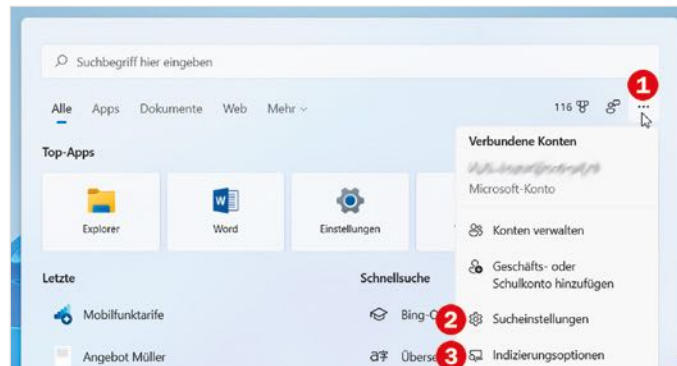 Suchbegriff hier eingeben
1
Alle Apps Dokumente Web Mehr
116
Verbundene Konten
Microsoft-Konto
Top-Apps
Explorer
Word
Einstellungen
Konten verwalten
Geschäfts- oder
Schulkonto hinzufügen
Letzte
Schnellsuche
Mobilfunktarife
2
Sucheinstellungen
Angebot Müller
3
Indizierungsoptionen